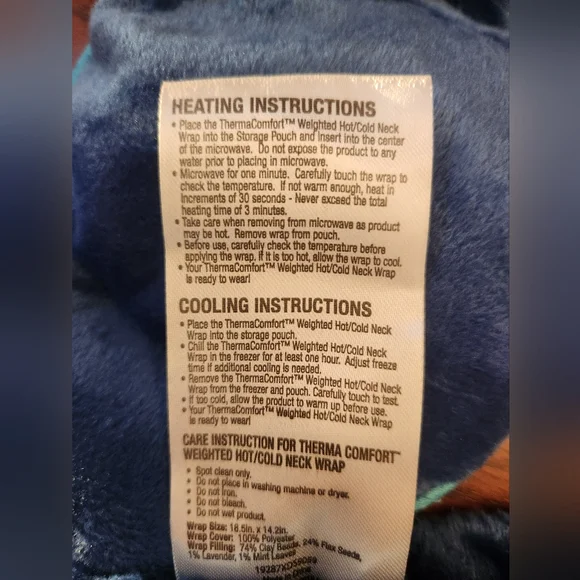 HEATING INSTRUCTIONS
• Place the ThermaComfort™ Weighted Hot/Cold Neck
Wrap into the Storage Pouch and insert into the center
of the microwave. Do not expose the product to any
water prior to placing in microwave.
• Microwave for one minute. Carefully touch the wrap to
check the temperature. If not warm enough, heat in
increments of 30 seconds - Never exceed the total
heating time of 3 minutes.
• Take care when removing from microwave as product
may be hot. Remove wrap from pouch.
• Before use, carefully check the temperature before
applying the wrap. If it is too hot, allow the wrap to cool.
• Your ThermaComfort™ Weighted Hot/Cold Neck Wrap
is ready to wear!
COOLING INSTRUCTIONS
• Place the ThermaComfort™ Weighted Hot/Cold Neck
Wrap into the storage pouch.
• Chill the ThermaComfort™ Weighted Hot/Cold Neck
Wrap in the freezer for at least one hour. Adjust freeze
time if additional cooling is needed.
• Remove the ThermaComfort™ Weighted Hot/Cold Neck
Wrap from the freezer and pouch. Carefully touch to test.
• If too cold, allow the product to warm up before use.
• Your ThermaComfort™ Weighted Hot/Cold Neck Wrap
is ready to wear!
CARE INSTRUCTION FOR THERMA COMFORT™
WEIGHTED HOT/COLD NECK WRAP
• Spot clean only.
• Do not place in washing machine or dryer.
• Do not iron.
• Do not bleach.
• Do not wet product.
Wrap Size: 16.5in. x 14.2in.
Wrap Cover: 100% Polyester
Wrap Filling: 74% Clay Beads, 24% Flax Seeds,
1% Lavender, 1% Mint Leaves
Made in China